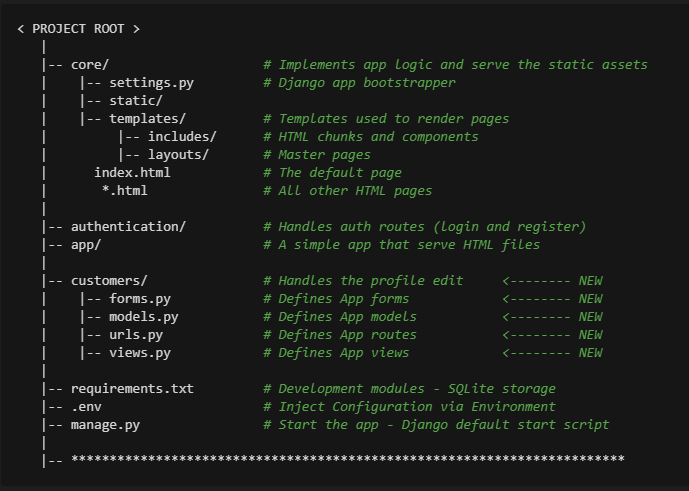 < PROJECT ROOT >
   |
   |-- core/                    # Implements app logic and serve the static assets
   |    |-- settings.py         # Django app bootstrapper
   |    |-- static/
   |    |-- templates/          # Templates used to render pages
   |         |-- includes/      # HTML chunks and components
   |         |-- layouts/       # Master pages
   |      index.html            # The default page
   |       *.html               # All other HTML pages
   |
   |-- authentication/          # Handles auth routes (login and register)
   |-- app/                     # A simple app that serve HTML files
   |
   |-- customers/               # Handles the profile edit     <-------- NEW
   |    |-- forms.py            # Defines App forms            <-------- NEW
   |    |-- models.py           # Defines App models           <-------- NEW
   |    |-- urls.py             # Defines App routes           <-------- NEW
   |    |-- views.py            # Defines App views            <-------- NEW
   |
   |-- requirements.txt         # Development modules - SQLite storage
   |-- .env                     # Inject Configuration via Environment
   |-- manage.py                # Start the app - Django default start script
   |
   |-- ************************************************************************